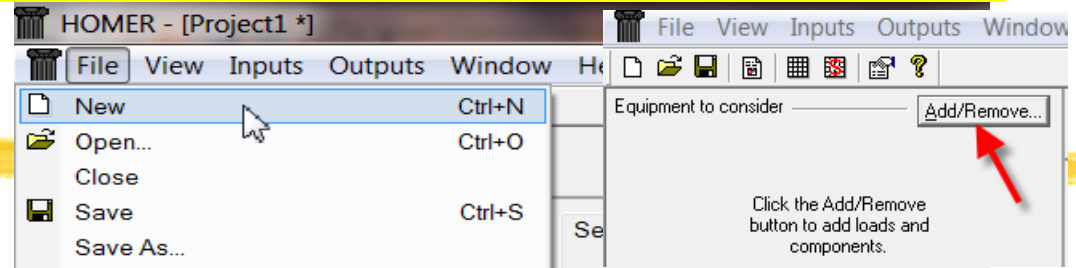 HOMER - [Project1 *]
File View Inputs Outputs Window He
New Ctrl+N
Open... Ctrl+O
Close
Save Ctrl+S
Save As...
Se
File View Inputs Outputs Window
Equipment to consider Add/Remove...
Click the Add/Remove
button to add loads and
components.